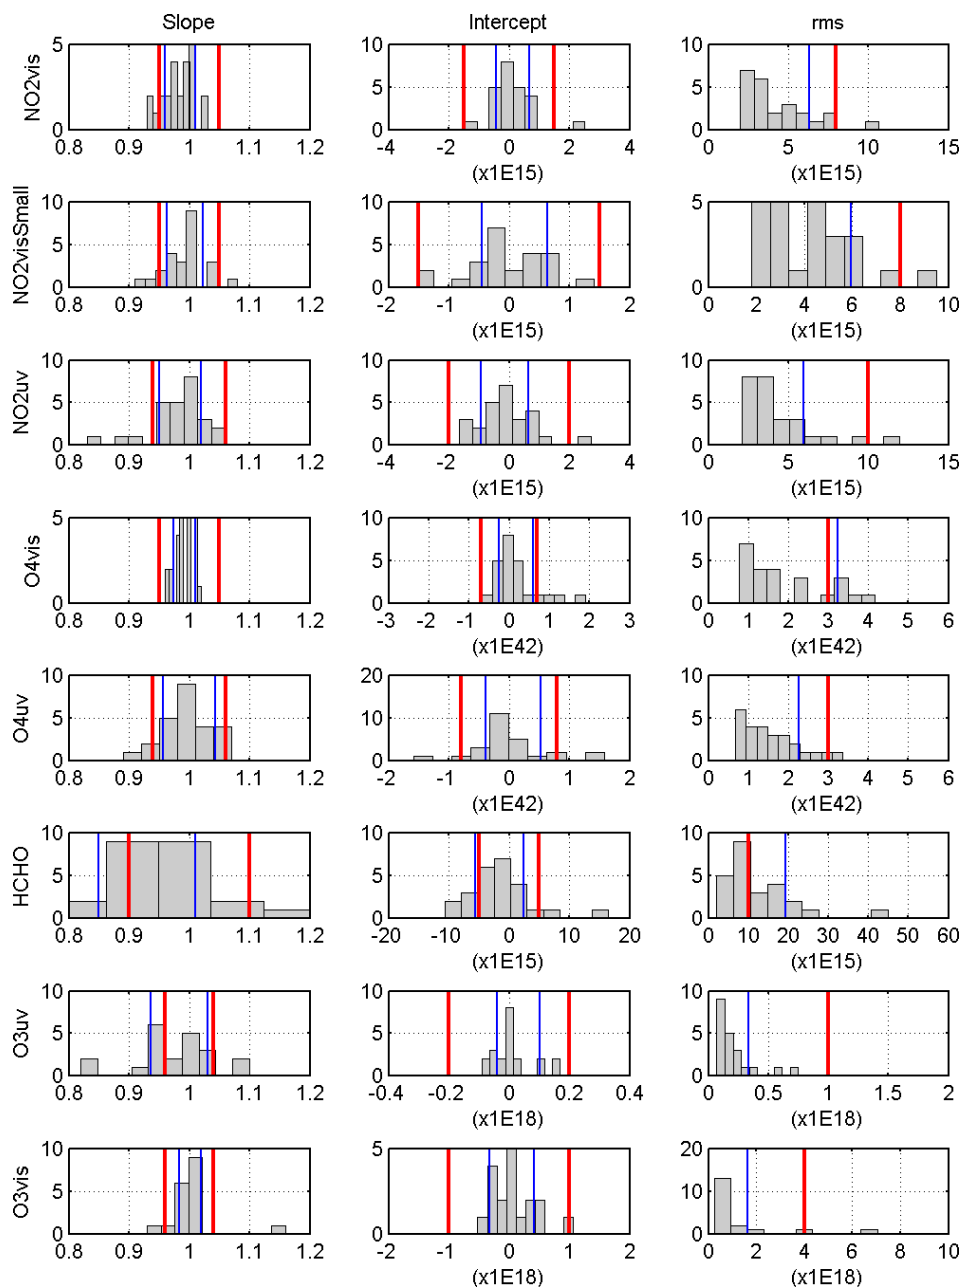 Slope Intercept rms
NO2vis
5
0
0.8 0.9 1 1.1 1.2
10
5
0
-4 -2 0 2 4
(x1E15)
10
5
0
0 5 10 15
(x1E15)
NO2visSmall
10
5
0
0.8 0.9 1 1.1 1.2
10
5
0
-2 -1 0 1 2
(x1E15)
5
0
0 2 4 6 8 10
(x1E15)
NO2uv
10
5
0
0.8 0.9 1 1.1 1.2
10
5
0
-4 -2 0 2 4
(x1E15)
10
5
0
0 5 10 15
(x1E15)
O4vis
5
0
0.8 0.9 1 1.1 1.2
10
5
0
-3 -2 -1 0 1 2 3
(x1E42)
10
5
0
0 1 2 3 4 5 6
(x1E42)
O4uv
10
5
0
0.8 0.9 1 1.1 1.2
20
10
0
-2 -1 0 1 2
(x1E42)
10
5
0
0 2 4 6
(x1E42)
HCHO
10
5
0
0.8 0.9 1 1.1 1.2
10
5
0
-20 -10 0 10 20
(x1E15)
10
5
0
0 10 20 30 40 50 60
(x1E15)
O3uv
10
5
0
0.8 0.9 1 1.1 1.2
10
5
0
-0.4 -0.2 0 0.2 0.4
(x1E18)
10
5
0
0 0.5 1 1.5 2
(x1E18)
O3vis
10
5
0
0.8 0.9 1 1.1 1.2
5
0
-2 -1 0 1 2
(x1E18)
20
10
0
0 2 4 6 8 10
(x1E18)